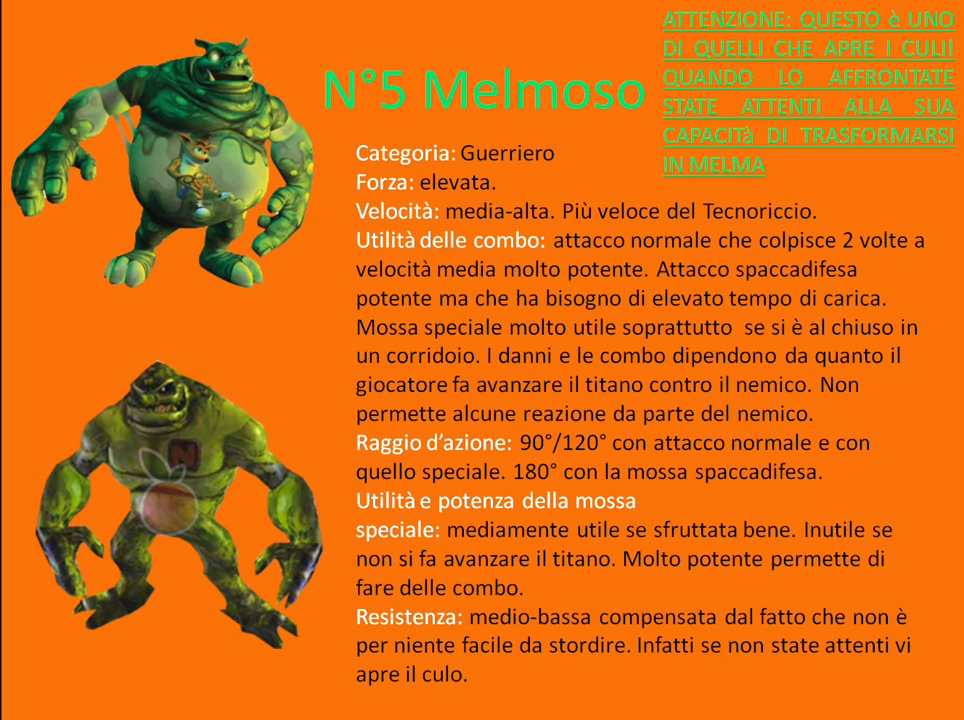 ATTENZIONE: QUESTO è UNO
DI QUELLI CHE APRE I CULI!
QUANDO LO AFFRONTATE
STATE ATTENTI ALLA SUA
CAPACITà DI TRASFORMARSI
IN MELMA
N°5 Melmoso
Categoria: Guerriero
Forza: elevata.
Velocità: media-alta. Più veloce del Tecnoriccio.
Utilità delle combo: attacco normale che colpisce 2 volte a
velocità media molto potente. Attacco spaccadifesa
potente ma che ha bisogno di elevato tempo di carica.
Mossa speciale molto utile soprattutto  se si è al chiuso in
un corridoio. I danni e le combo dipendono da quanto il
giocatore fa avanzare il titano contro il nemico. Non
permette alcune reazione da parte del nemico.
Raggio d’azione: 90°/120° con attacco normale e con
quello speciale. 180° con la mossa spaccadifesa.
Utilità e potenza della mossa
speciale: mediamente utile se sfruttata bene. Inutile se
non si fa avanzare il titano. Molto potente permette di
fare delle combo.
Resistenza: medio-bassa compensata dal fatto che non è
per niente facile da stordire. Infatti se non state attenti vi
apre il culo.
N